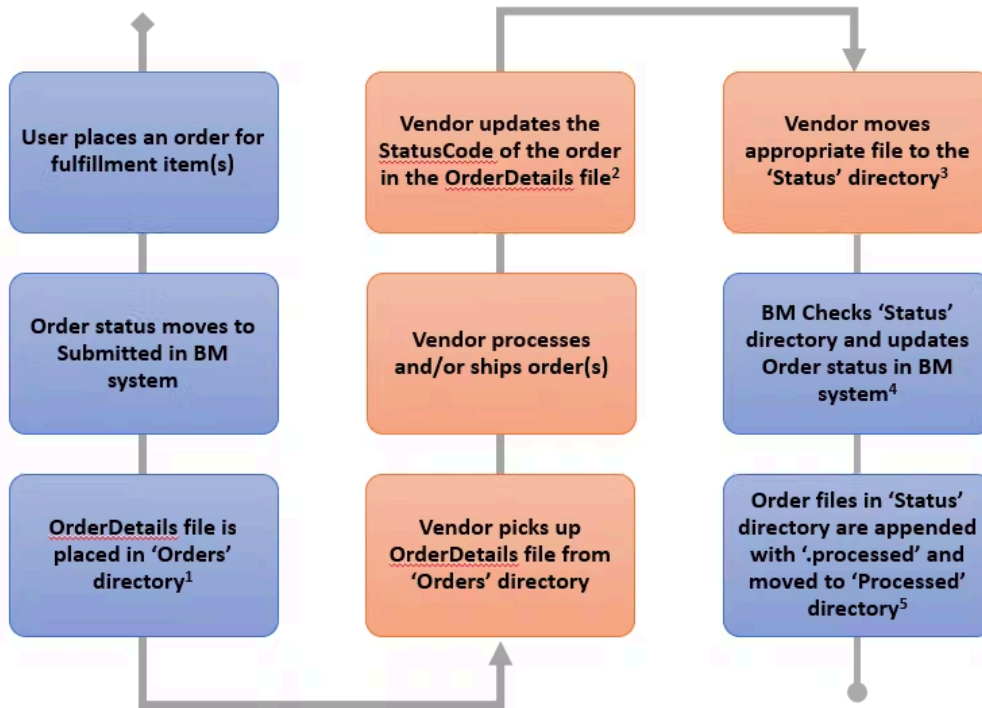 User places an order for
fulfillment item(s)
Order status moves to
Submitted in BM
system
OrderDetails file is
placed in ‘Orders’
directory¹
Vendor picks up
OrderDetails file from
‘Orders’ directory
Vendor processes
and/or ships order(s)
Vendor updates the
StatusCode of the order
in the OrderDetails file²
Vendor moves
appropriate file to the
‘Status’ directory³
BM Checks ‘Status’
directory and updates
Order status in BM
system⁴
Order files in ‘Status’
directory are appended
with ‘.processed’ and
moved to ‘Processed’
directory⁵